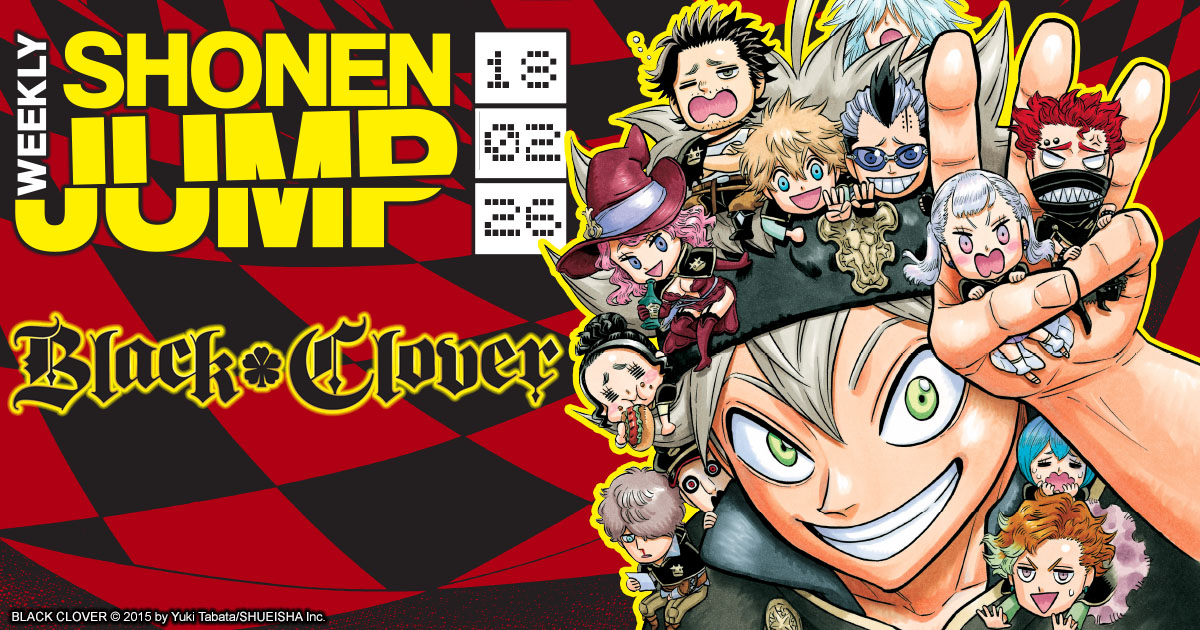 WEEKLY
SHONEN
JUMP
18
02
26
Black Clover
BLACK CLOVER © 2015 by Yuki Tabata/SHUEISHA Inc.